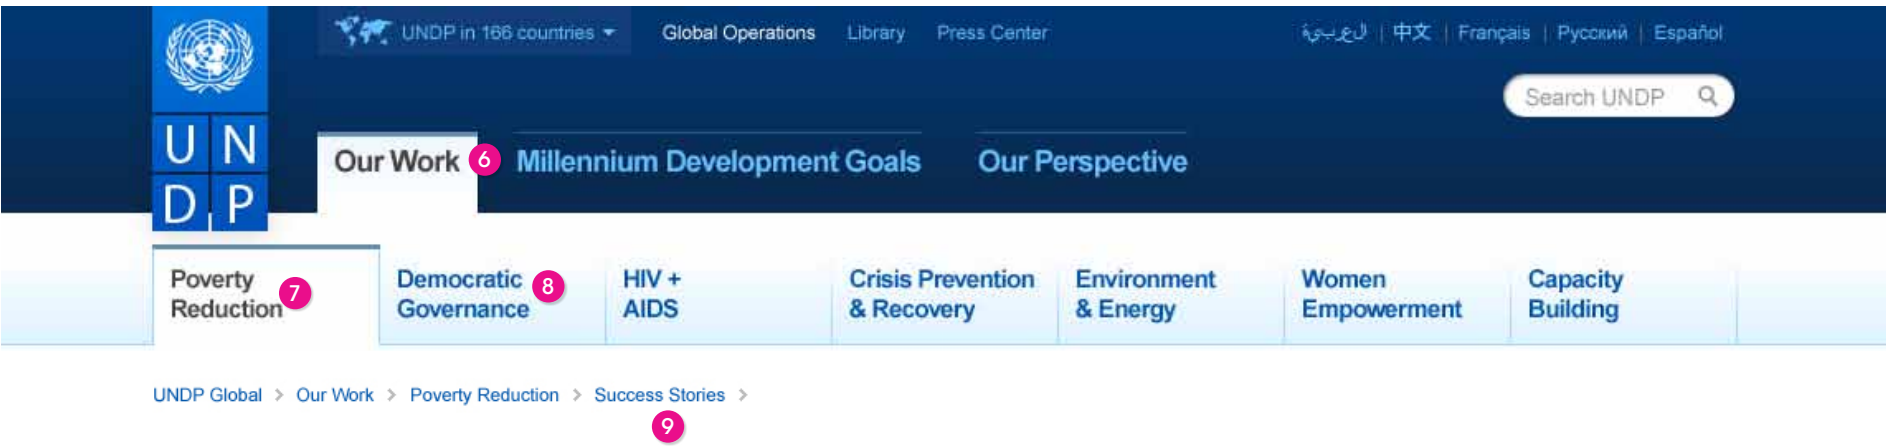 UNDP in 166 countries Global Operations Library Press Center العربية | 中文 | Français | Русский | Español
Search UNDP
U N
D P
Our Work 6 Millennium Development Goals Our Perspective
Poverty
Reduction 7
Democratic
Governance 8
HIV +
AIDS
Crisis Prevention
& Recovery
Environment
& Energy
Women
Empowerment
Capacity
Building
UNDP Global > Our Work > Poverty Reduction > Success Stories >
9